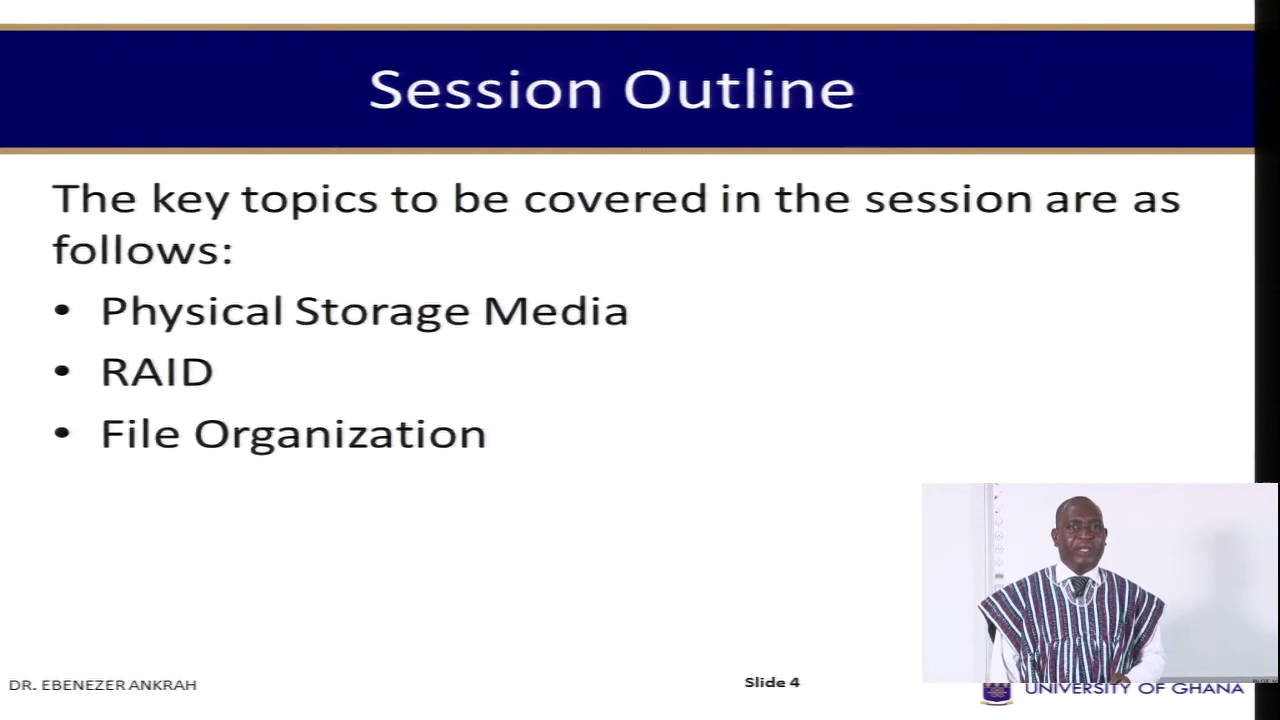 Session Outline
The key topics to be covered in the session are as
follows:
• Physical Storage Media
• RAID
• File Organization
DR. EBENEZER ANKRAH
Slide 4
UNIVERSITY OF GHANA